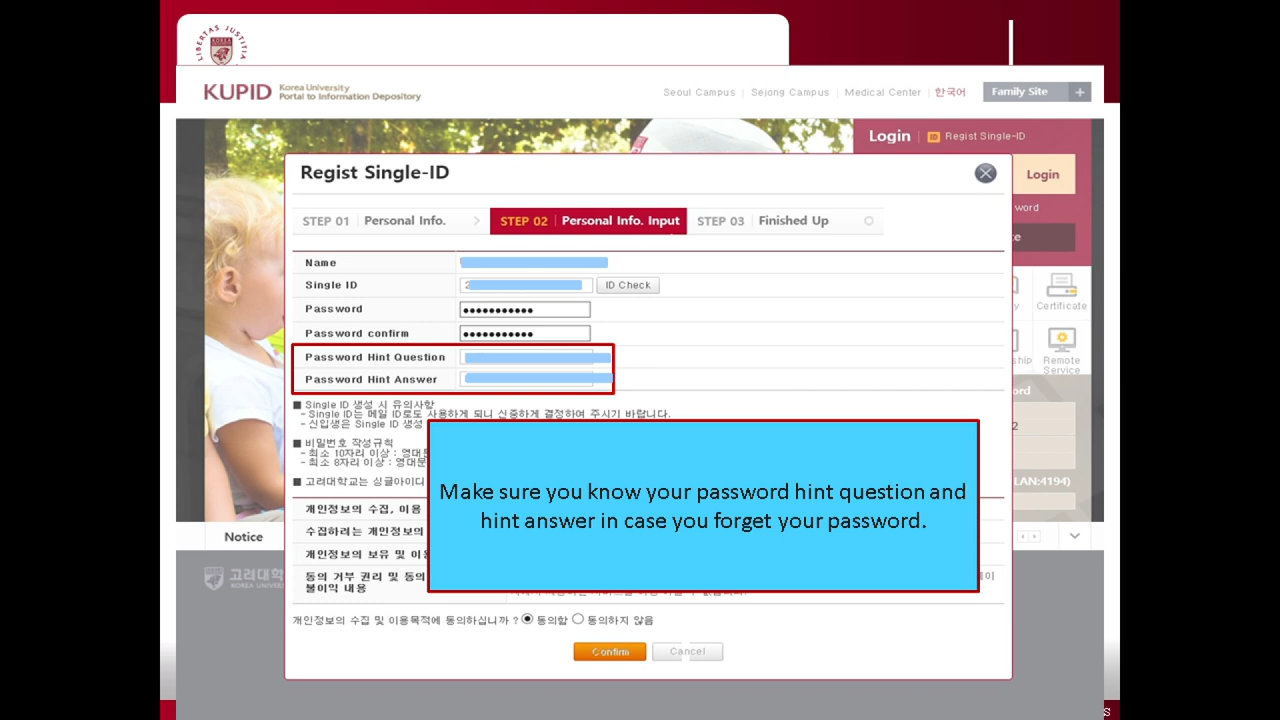 LIBERTAS JUSTITIA
KUPID Korea University
Portal to Information Depository
Seoul Campus Sejong Campus Medical Center 한국어 Family Site +
Login Regist Single-ID
Regist Single-ID
Login
word
STEP 01 Personal Info. STEP 02 Personal Info. Input STEP 03 Finished Up
Name
Single ID ID Check
Password •••••••••••
Password confirm •••••••••••
Password Hint Question
Password Hint Answer
Certificate
ship Remote
Service
■ Single ID 생성 시 유의사항
- Single ID는 메일 ID로도 사용하게 되니 신중하게 결정하여 주시기 바랍니다.
- 신입생은 Single ID 생성
■ 비밀번호 작성규칙
- 최소 10자리 이상 : 영대문
- 최소 8자리 이상 : 영대문
■ 고려대학교는 싱글아이디
LAN:4194)
Make sure you know your password hint question and
hint answer in case you forget your password.
개인정보의 수집, 이용
수집하려는 개인정보의
개인정보의 보유 및 이용
동의 거부 권리 및 동의
불이익 내용
Notice
고려대학
KOREA UNIVER
개인정보의 수집 및 이용목적에 동의하십니까 ? 동의함 동의하지 않음
Confirm Cancel